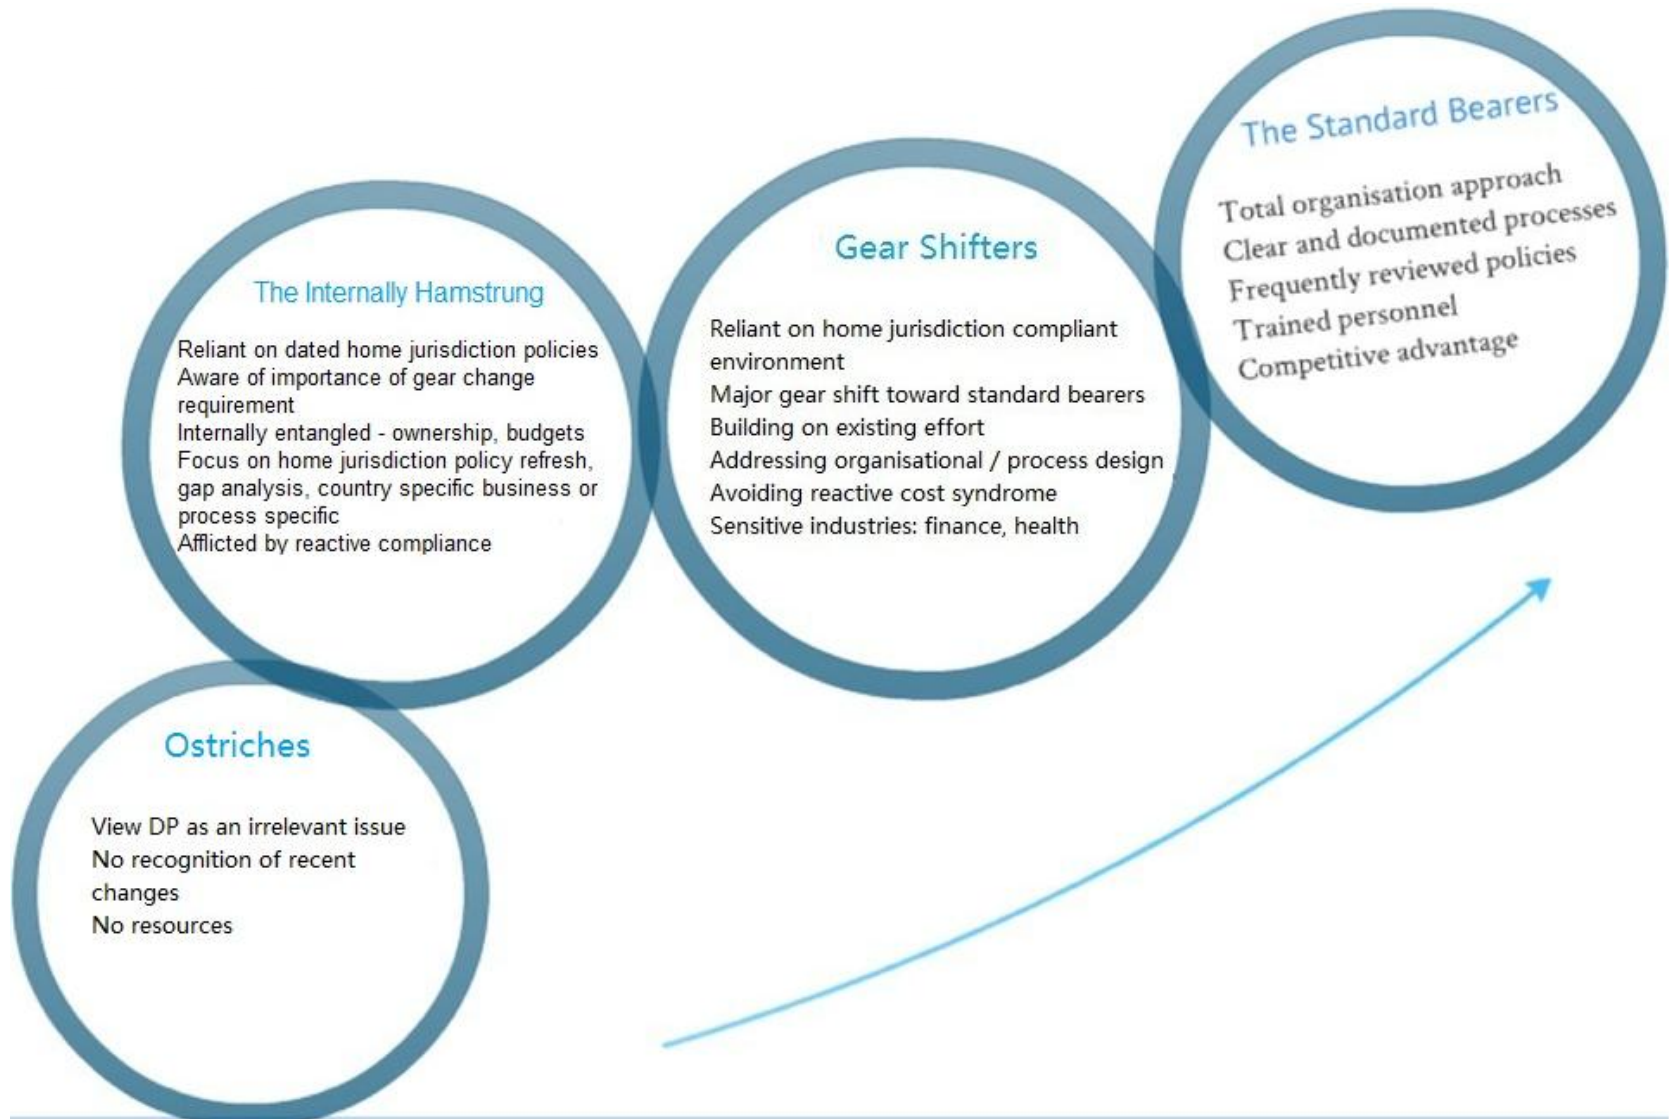 The Standard Bearers
Total organisation approach
Clear and documented processes
Frequently reviewed policies
Trained personnel
Competitive advantage
Gear Shifters
Reliant on home jurisdiction compliant
environment
Major gear shift toward standard bearers
Building on existing effort
Addressing organisational / process design
Avoiding reactive cost syndrome
Sensitive industries: finance, health
The Internally Hamstrung
Reliant on dated home jurisdiction policies
Aware of importance of gear change
requirement
Internally entangled - ownership, budgets
Focus on home jurisdiction policy refresh,
gap analysis, country specific business or
process specific
Afflicted by reactive compliance
Ostriches
View DP as an irrelevant issue
No recognition of recent
changes
No resources